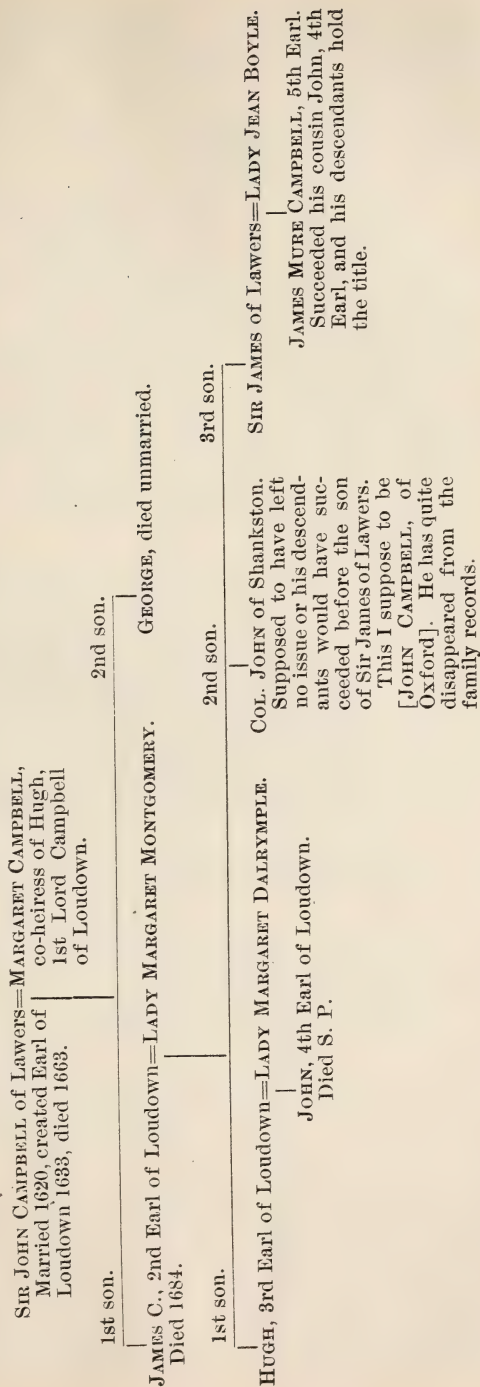 SIR JOHN CAMPBELL of Lawers=MARGARET CAMPBELL,
Married 1620, created Earl of
Loudown 1633, died 1663.
co-heiress of Hugh,
1st Lord Campbell
of Loudown.
1st son.
2nd son.
JAMES C., 2nd Earl of Loudown=LADY MARGARET MONTGOMERY.
Died 1684.
GEORGE, died unmarried.
1st son.
2nd son.
3rd son.
HUGH, 3rd Earl of Loudown=LADY MARGARET DALRYMPLE.
JOHN, 4th Earl of Loudown.
Died S. P.
COL. JOHN of Shankston.
Supposed to have left
no issue or his descend-
ants would have suc-
ceeded before the son
of Sir James of Lawers.
This I suppose to be
[JOHN CAMPBELL, of
Oxford]. He has quite
disappeared from the
family records.
SIR JAMES of Lawers=LADY JEAN BOYLE.
JAMES MURE CAMPBELL, 5th Earl.
Succeeded his cousin John, 4th
Earl, and his descendants hold
the title.